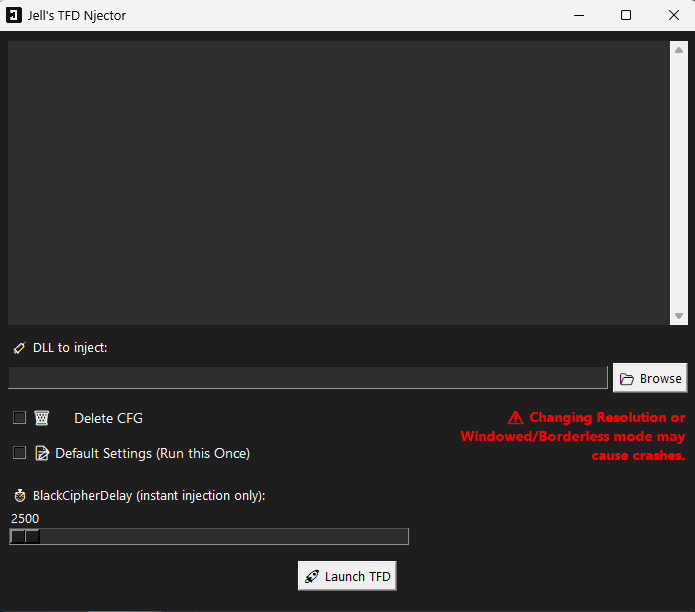 Jell's TFD Njector
DLL to inject:
Browse
Delete CFG
Default Settings (Run this Once)
Changing Resolution or
Windowed/Borderless mode may
cause crashes.
BlackCipherDelay (instant injection only):
2500
Launch TFD